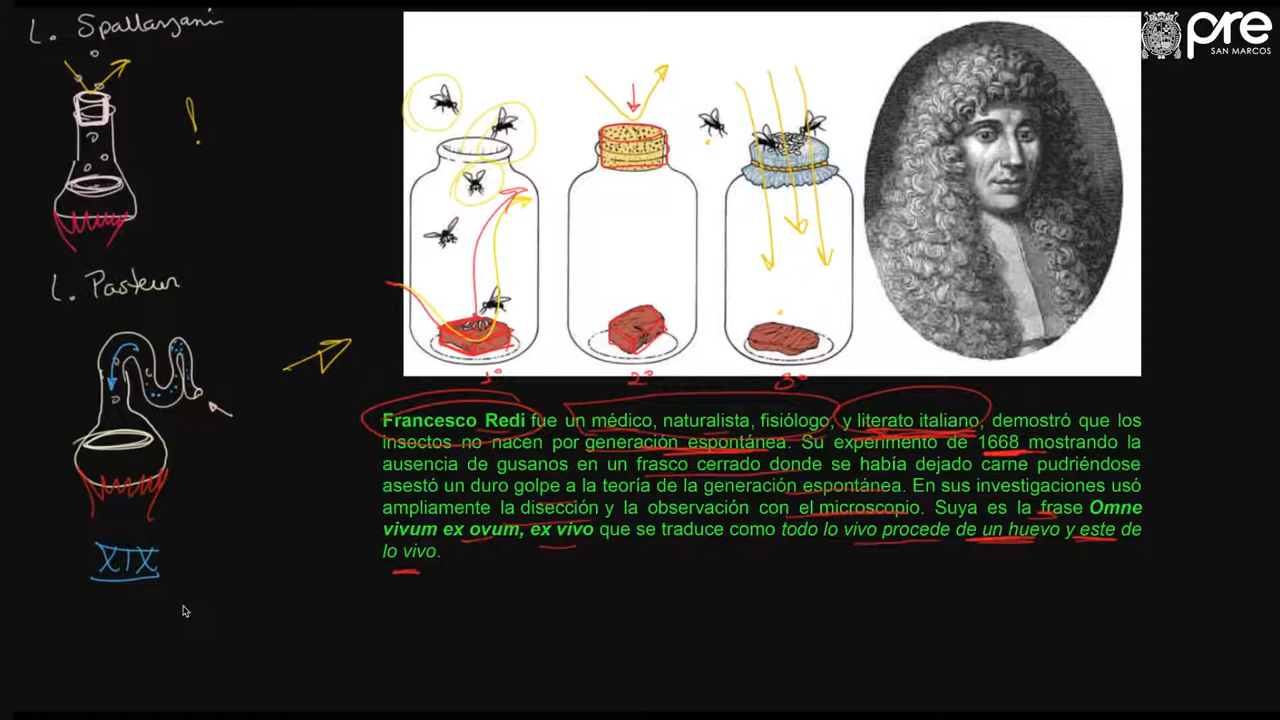 L. Spallanzani
!
L. Pasteur
XIX
pre
SAN MARCOS
1° 2° 3°
Francesco Redi fue un médico, naturalista, fisiólogo, y literato italiano, demostró que los
insectos no nacen por generación espontánea. Su experimento de 1668 mostrando la
ausencia de gusanos en un frasco cerrado donde se había dejado carne pudriéndose
asestó un duro golpe a la teoría de la generación espontánea. En sus investigaciones usó
ampliamente la disección y la observación con el microscopio. Suya es la frase Omne
vivum ex ovum, ex vivo que se traduce como todo lo vivo procede de un huevo y este de
lo vivo.